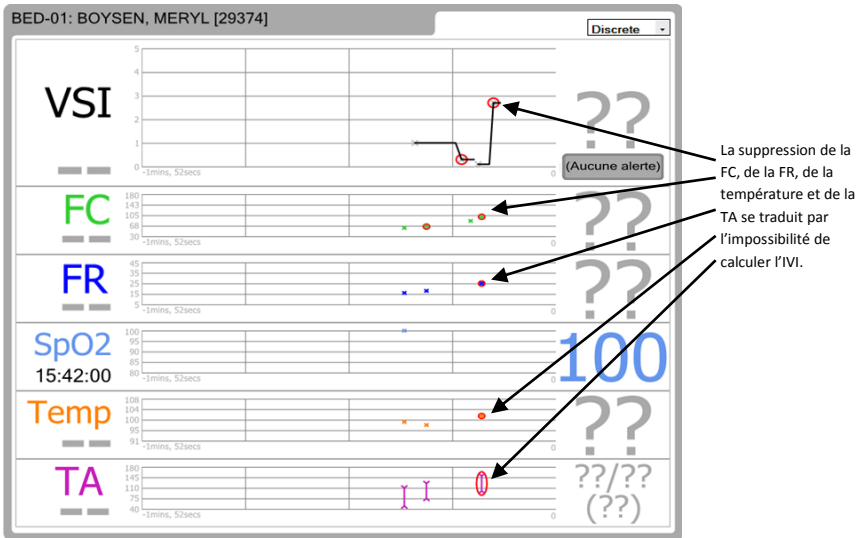 BED-01: BOYSEN, MERYL [29374]
Discrete
VSI
5
4
3
2
1
0
-1mins, 52secs
0
??
(Aucune alerte)
La suppression de la
FC, de la FR, de la
température et de la
TA se traduit par
l’impossibilité de
calculer l’IVI.
FC
180
143
105
68
30
-1mins, 52secs
0
??
FR
45
35
25
15
5
-1mins, 52secs
0
??
SpO2
15:42:00
100
95
90
85
80
-1mins, 52secs
0
100
Temp
108
104
100
95
91
-1mins, 52secs
0
??
TA
180
145
110
75
40
-1mins, 52secs
0
??/??
(??)